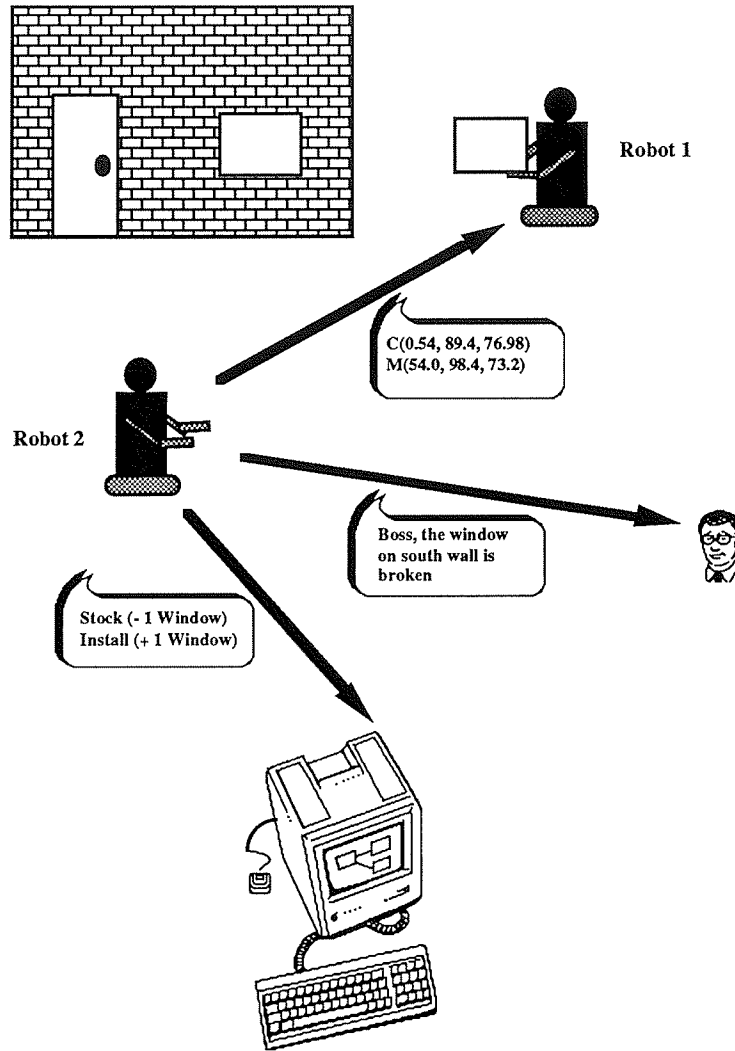 Robot 1
C(0.54, 89.4, 76.98)
M(54.0, 98.4, 73.2)
Robot 2
Boss, the window
on south wall is
broken
Stock (- 1 Window)
Install (+ 1 Window)